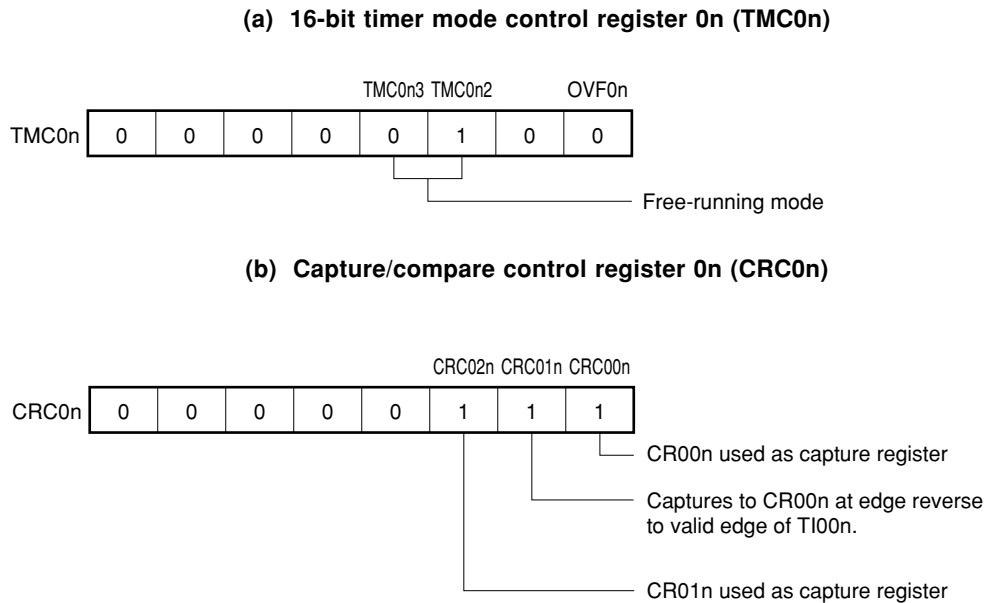 (a) 16-bit timer mode control register 0n (TMC0n)
TMC0n3 TMC0n2 OVF0n
TMC0n 0 0 0 0 0 1 0 0
Free-running mode
(b) Capture/compare control register 0n (CRC0n)
CRC02n CRC01n CRC00n
CRC0n 0 0 0 0 0 1 1 1
CR00n used as capture register
Captures to CR00n at edge reverse
to valid edge of TI00n.
CR01n used as capture register